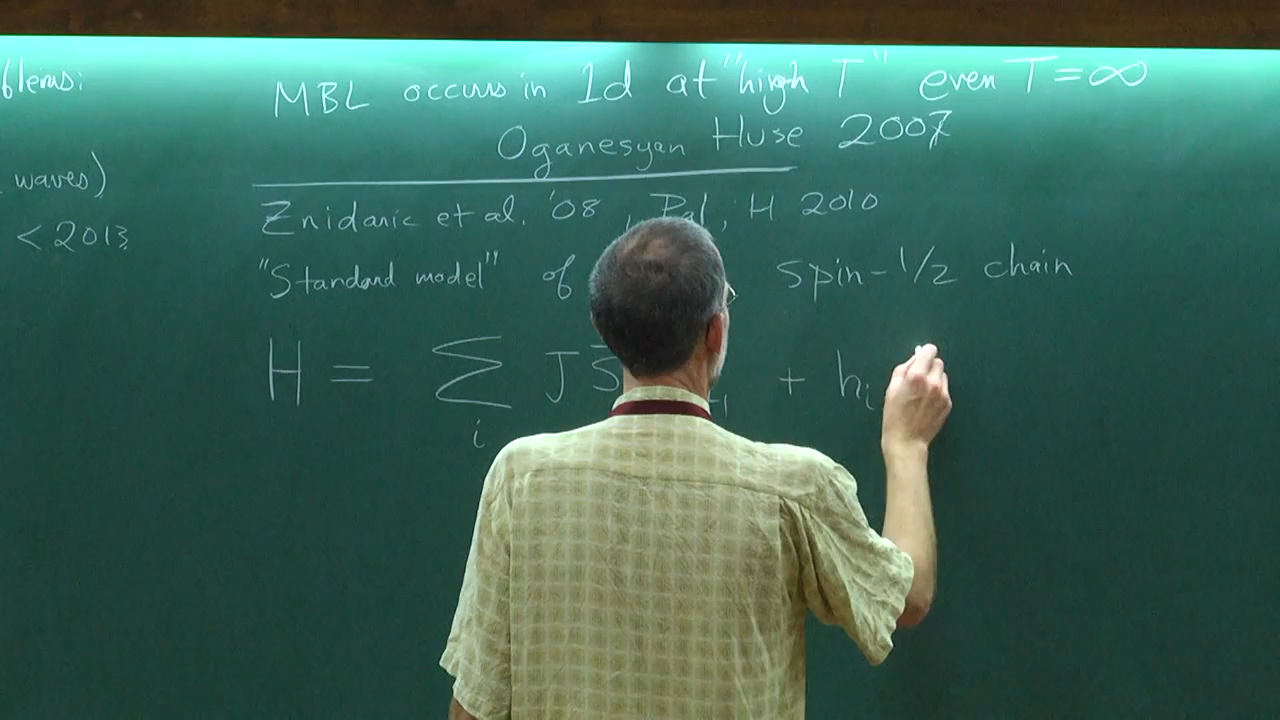 MBL occurs in 1d at "high T" even T=∞
Oganesyan Huse 2007
waves)
Znidaric et al. '08, Pal, H 2010
<2013
"Standard model" of spin-1/2 chain
H = Σ J S + h_i
i